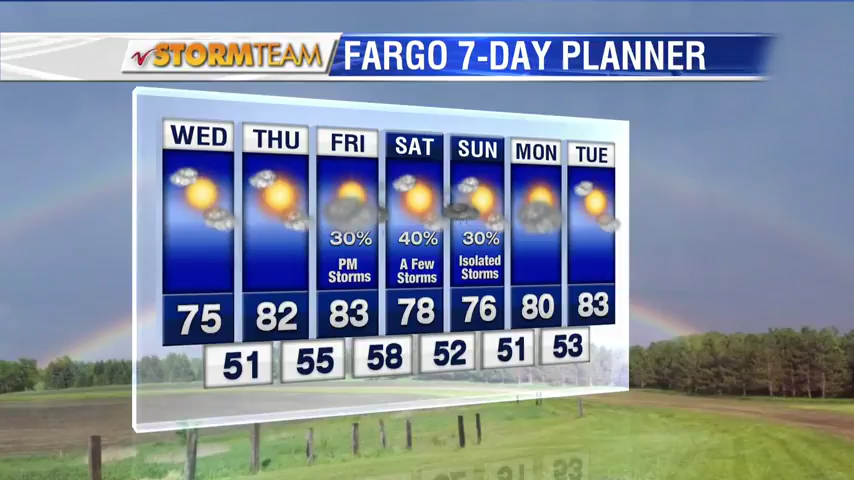 STORMTEAM
FARGO 7-DAY PLANNER
WED THU FRI SAT SUN MON TUE
30% 40% 30%
PM Storms
A Few Storms
Isolated Storms
75 82 83 78 76 80 83
51 55 58 52 51 53